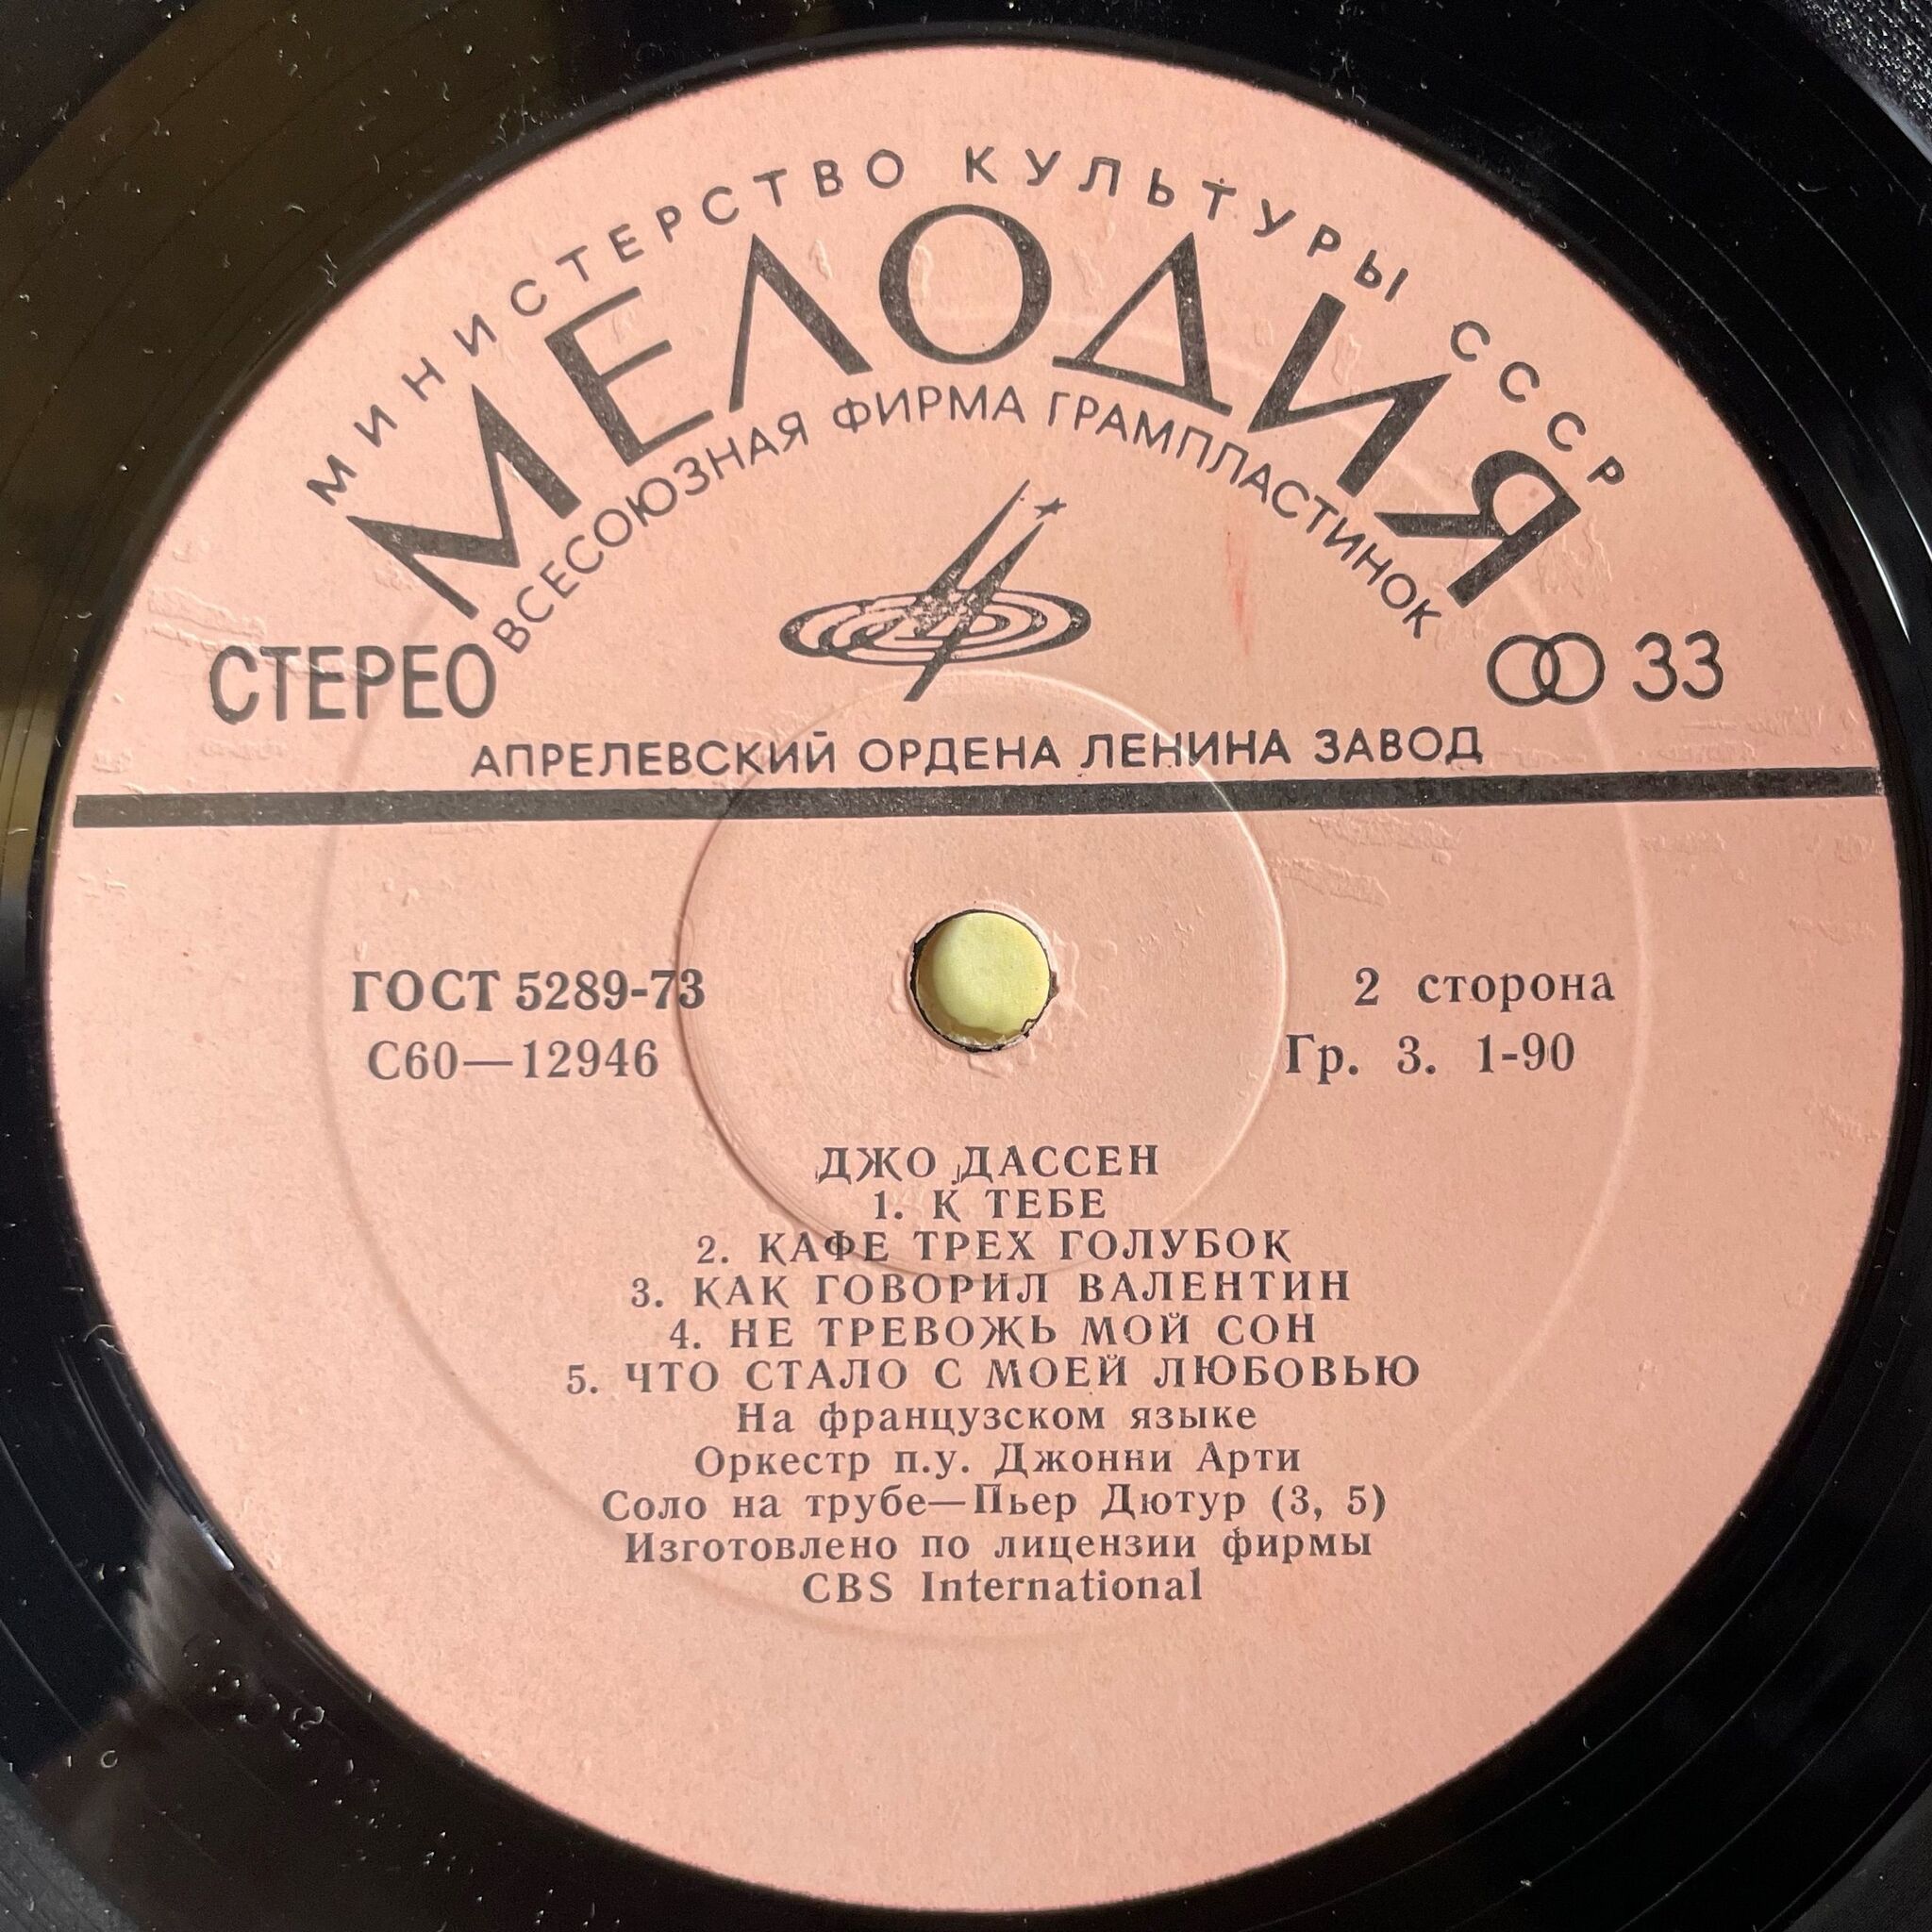 МИНИСТЕРСТВО КУЛЬТУРЫ СССР
МЕЛОДИЯ
ВСЕСОЮЗНАЯ ФИРМА ГРАМПЛАСТИНОК
СТЕРЕО 33
АПРЕЛЕВСКИЙ ОРДЕНА ЛЕНИНА ЗАВОД
ГОСТ 5289-73 2 сторона
С60—12946 Гр. 3. 1-90
ДЖО ДАССЕН
1. К ТЕБЕ
2. КАФЕ ТРЕХ ГОЛУБОК
3. КАК ГОВОРИЛ ВАЛЕНТИН
4. НЕ ТРЕВОЖЬ МОЙ СОН
5. ЧТО СТАЛО С МОЕЙ ЛЮБОВЬЮ
На французском языке
Оркестр п.у. Джонни Арти
Соло на трубе—Пьер Дютур (3, 5)
Изготовлено по лицензии фирмы
CBS International